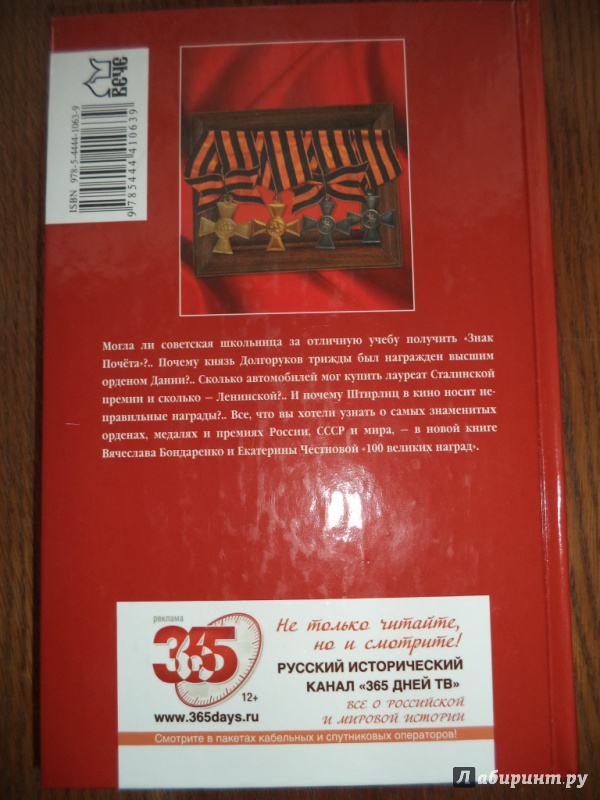 ВЕЧЕ
ISBN 978-5-4444-1063-9
9 785444 410639
Могла ли советская школьница за отличную учебу получить «Знак
Почёта»?.. Почему князь Долгоруков трижды был награжден высшим
орденом Дании?.. Сколько автомобилей мог купить лауреат Сталинской
премии и сколько – Ленинской?.. И почему Штирлиц в кино носит не-
правильные награды?.. Все, что вы хотели узнать о самых знаменитых
орденах, медалях и премиях России, СССР и мира, – в новой книге
Вячеслава Бондаренко и Екатерины Честновой «100 великих наград».
реклама
365
12+
www.365days.ru
Не только читайте,
но и смотрите!
РУССКИЙ ИСТОРИЧЕСКИЙ
КАНАЛ «365 ДНЕЙ ТВ»
ВСЕ О РОССИЙСКОЙ
И МИРОВОЙ ИСТОРИИ
Смотрите в пакетах кабельных и спутниковых операторов!
Лабиринт.ру